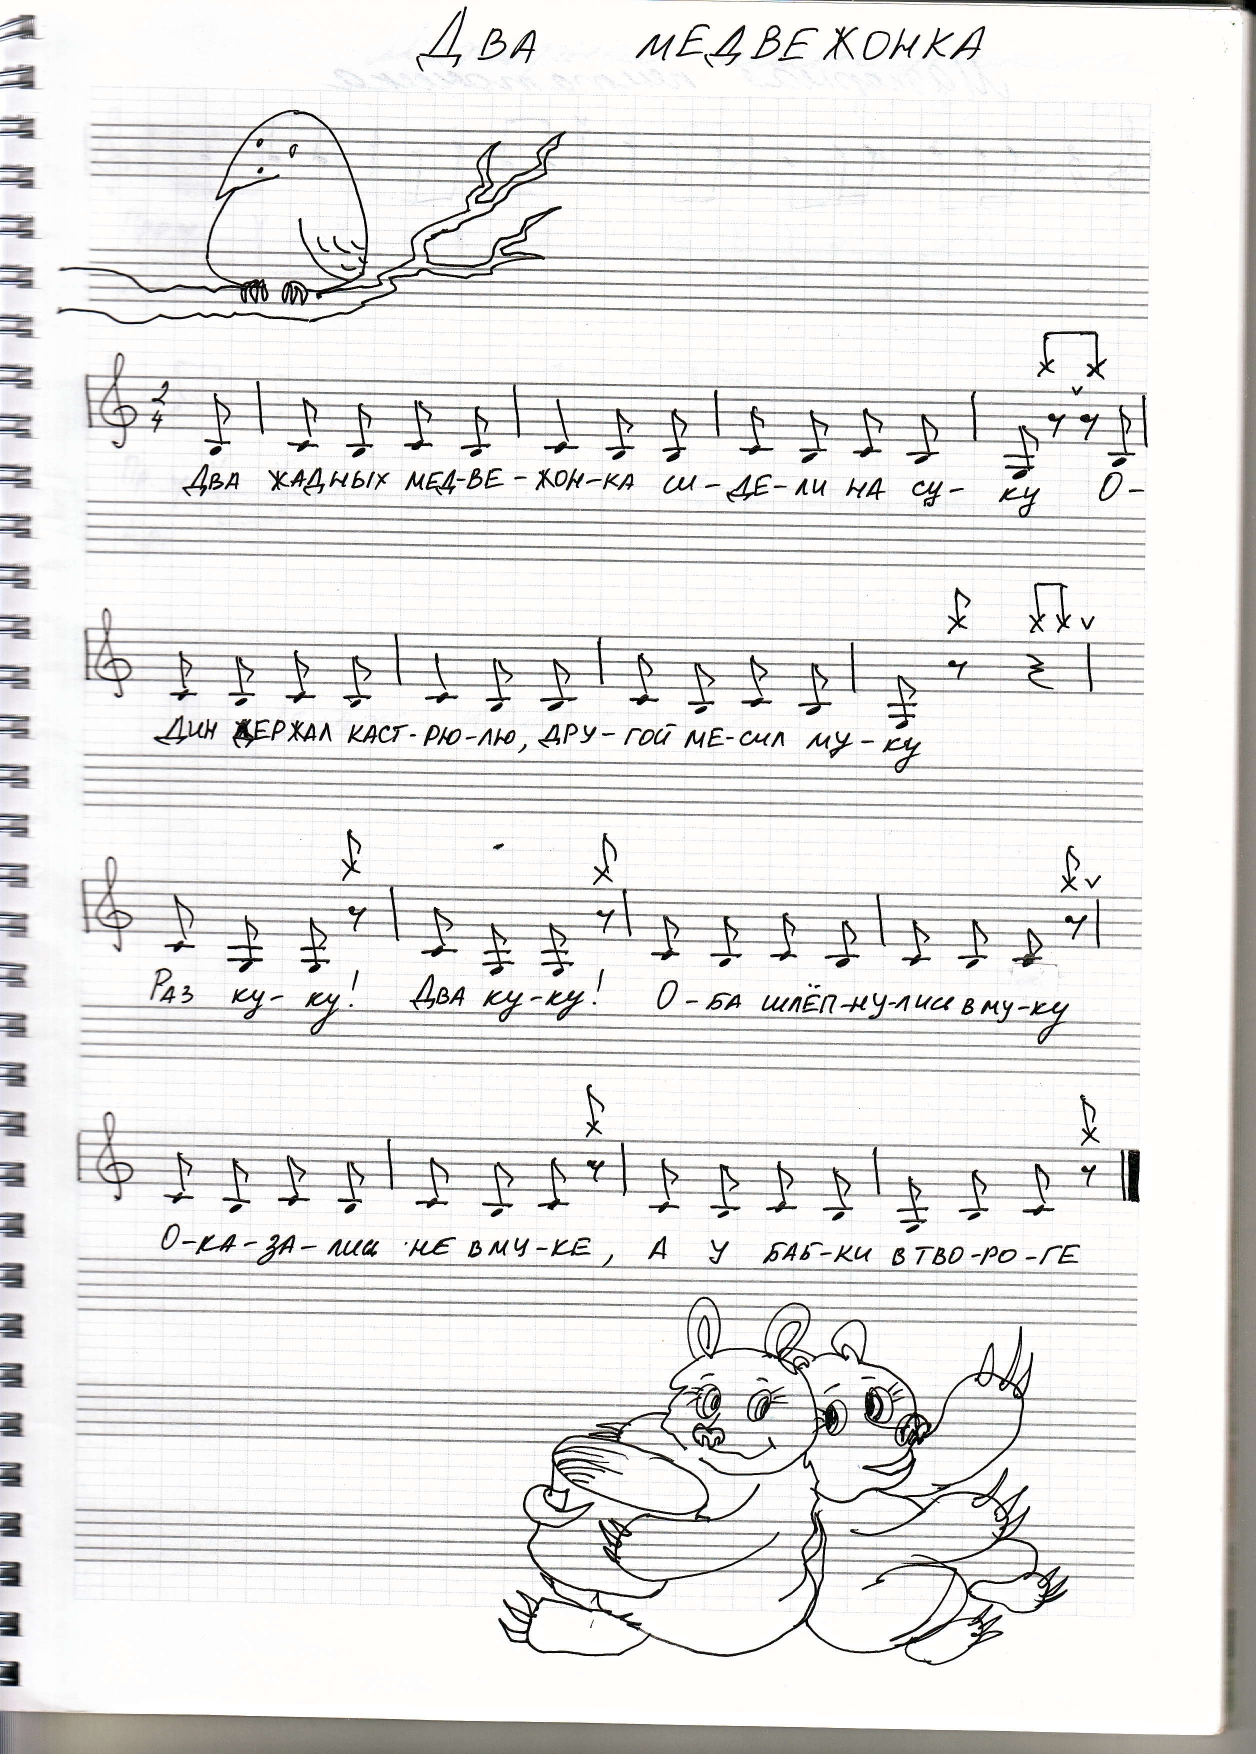 ДВА МЕДВЕЖОНКА
2
4
ДВА ЖАДНЫХ МЕД-ВЕ-ЖОН-КА СИ-ДЕ-ЛИ НА СУ-КУ О-
ДИН ДЕРЖАЛ КАСТ-РЮ-ЛЮ, ДРУ-ГОЙ МЕ-СИЛ МУ-КУ
РАЗ КУ-КУ! ДВА КУ-КУ! О-БА ШЛЁП-НУ-ЛИСЬ В МУ-КУ
О-КА-ЗА-ЛИСЬ НЕ В МУ-КЕ, А У БАБ-КИ В ТВО-РО-ГЕ